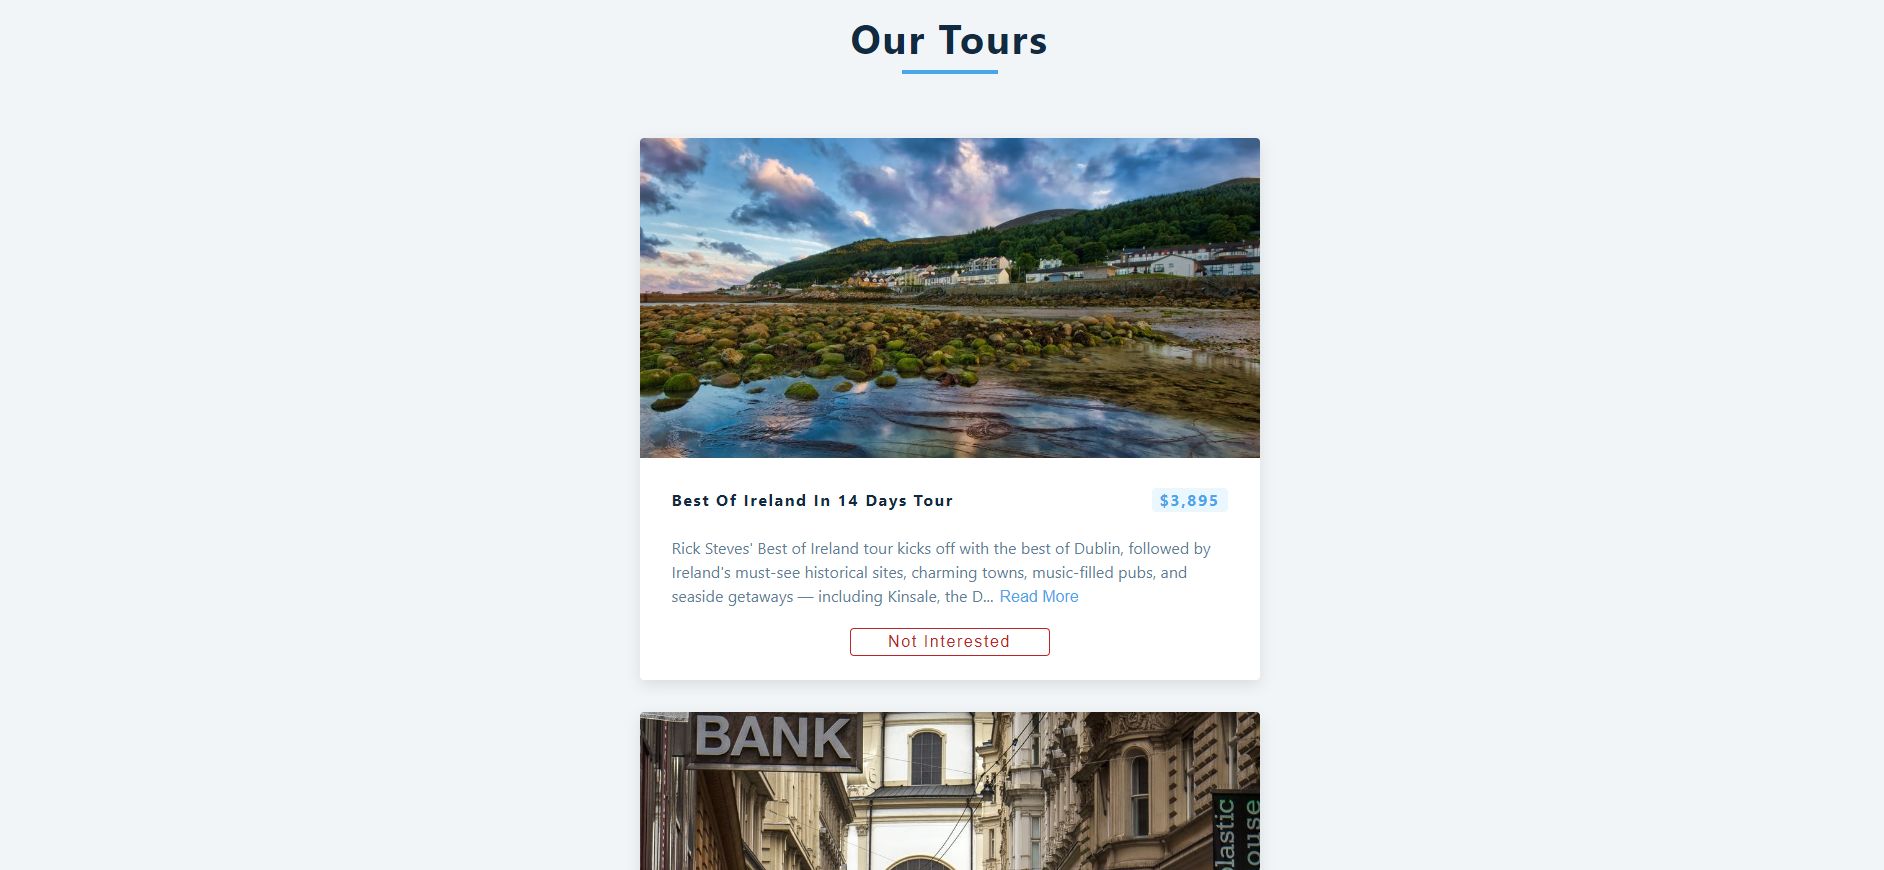 Our Tours
Best Of Ireland In 14 Days Tour
$3,895
Rick Steves' Best of Ireland tour kicks off with the best of Dublin, followed by
Ireland's must-see historical sites, charming towns, music-filled pubs, and
seaside getaways — including Kinsale, the D... Read More
Not Interested
BANK
plastic
ouse